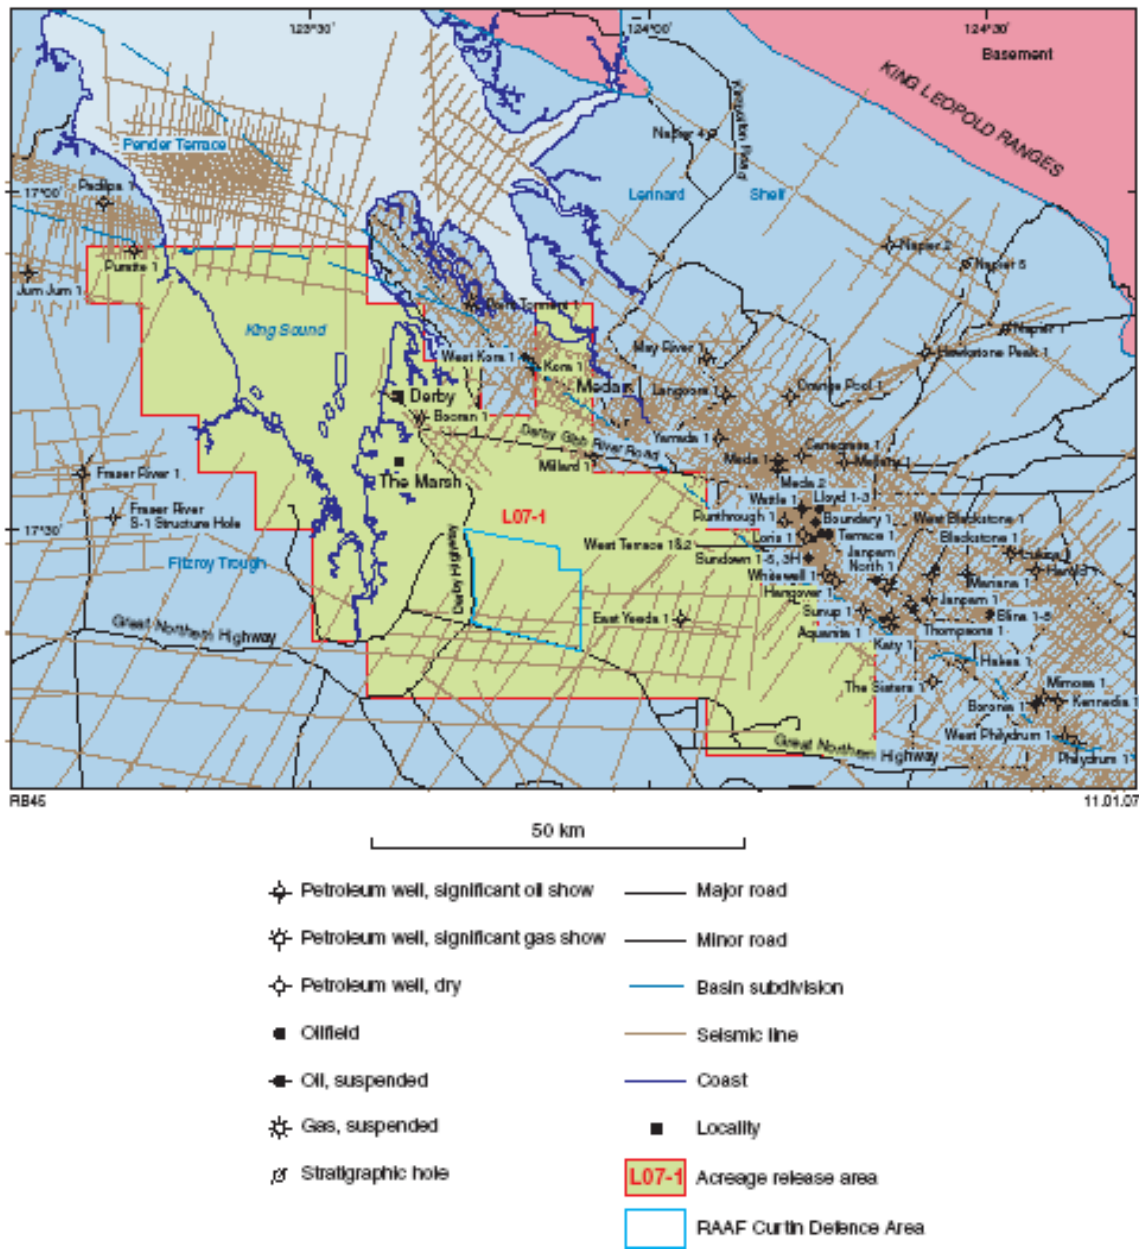 123°30'
124°00'
124°30'
Basement
KING LEOPOLD RANGES
Pender Terrace
Napier 4
17°00'
Lennard Shelf
Napier 2
Napier 5
Puratte 1
Jum Jum 1
Point Torment 1
King Sound
Napier 1
May River 1
Hawkstone Peak 1
West Kora 1
Kora 1
Meda
Langoora 1
Orange Pool 1
Derby
Booran 1
Derby Gibb River Road
Yarrada 1
Canegrass 1
Millard 1
Meda 1
Fraser River 1
The Marsh
Meda 2
Wattle 1
Lloyd 1-3
Fraser River
S-1 Structure Hole
L07-1
Runthrough 1
Boundary 1
West Blackstone 1
17°30'
Loris 1
Terrace 1
Blackstone 1
West Terrace 1&2
Janpam
North 1
Sundown 1-5, 3H
Fitzroy Trough
Derby Highway
Whitewell 1
Mariana 1
Hangover 1
Janpam 1
East Yeeda 1
Sunup 1
Blina 1-8
Great Northern Highway
Aquanita 1
Thompsons 1
Katy 1
Hakea 1
The Sisters 1
Mimosa 1
Boronia 1
Kennedia 1
West Philydrum 1
Great Northern Highway
Philydrum 1
RB45
11.01.07
50 km
Petroleum well, significant oil show
Major road
Petroleum well, significant gas show
Minor road
Petroleum well, dry
Basin subdivision
Oilfield
Seismic line
Oil, suspended
Coast
Gas, suspended
Locality
Stratigraphic hole
L07-1
Acreage release area
RAAF Curtin Defence Area